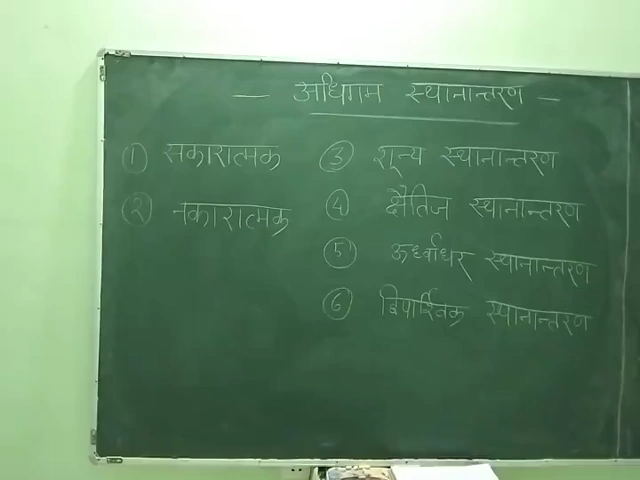 — अधिगम स्थानान्तरण —
① सकारात्मक
② नकारात्मक
③ शून्य स्थानान्तरण
④ क्षैतिज स्थानान्तरण
⑤ ऊर्ध्वाधर स्थानान्तरण
⑥ द्विपार्श्विक स्थानान्तरण